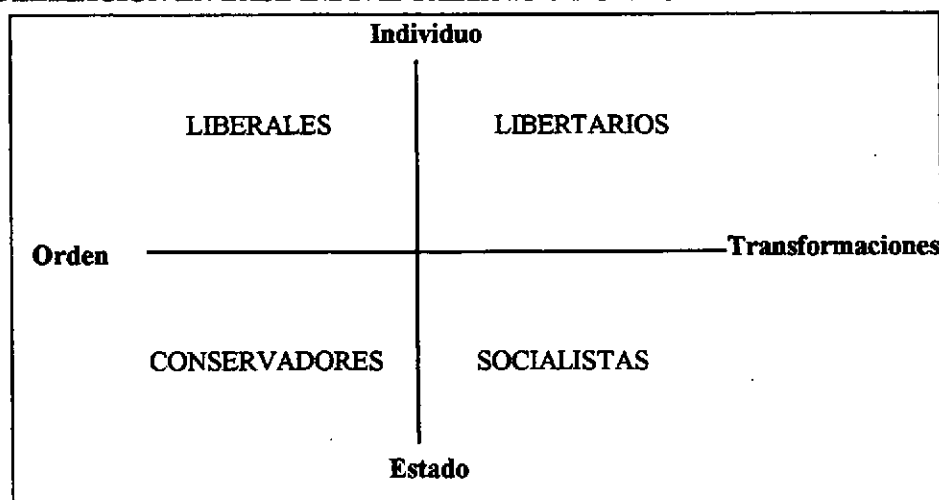 Individuo
LIBERALES LIBERTARIOS
Orden Transformaciones
CONSERVADORES SOCIALISTAS
Estado